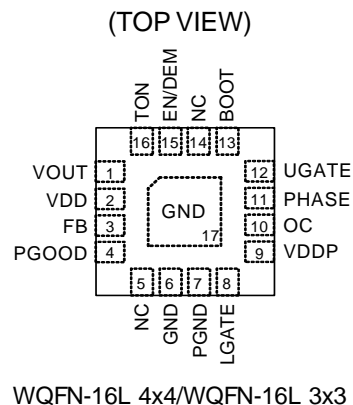 (TOP VIEW)
TON EN/DEM NC BOOT
16 15 14 13
VOUT 1 12 UGATE
VDD 2 11 PHASE
FB 3 10 OC
PGOOD 4 9 VDDP
GND
17
5 6 7 8
NC GND PGND LGATE
WQFN-16L 4x4/WQFN-16L 3x3